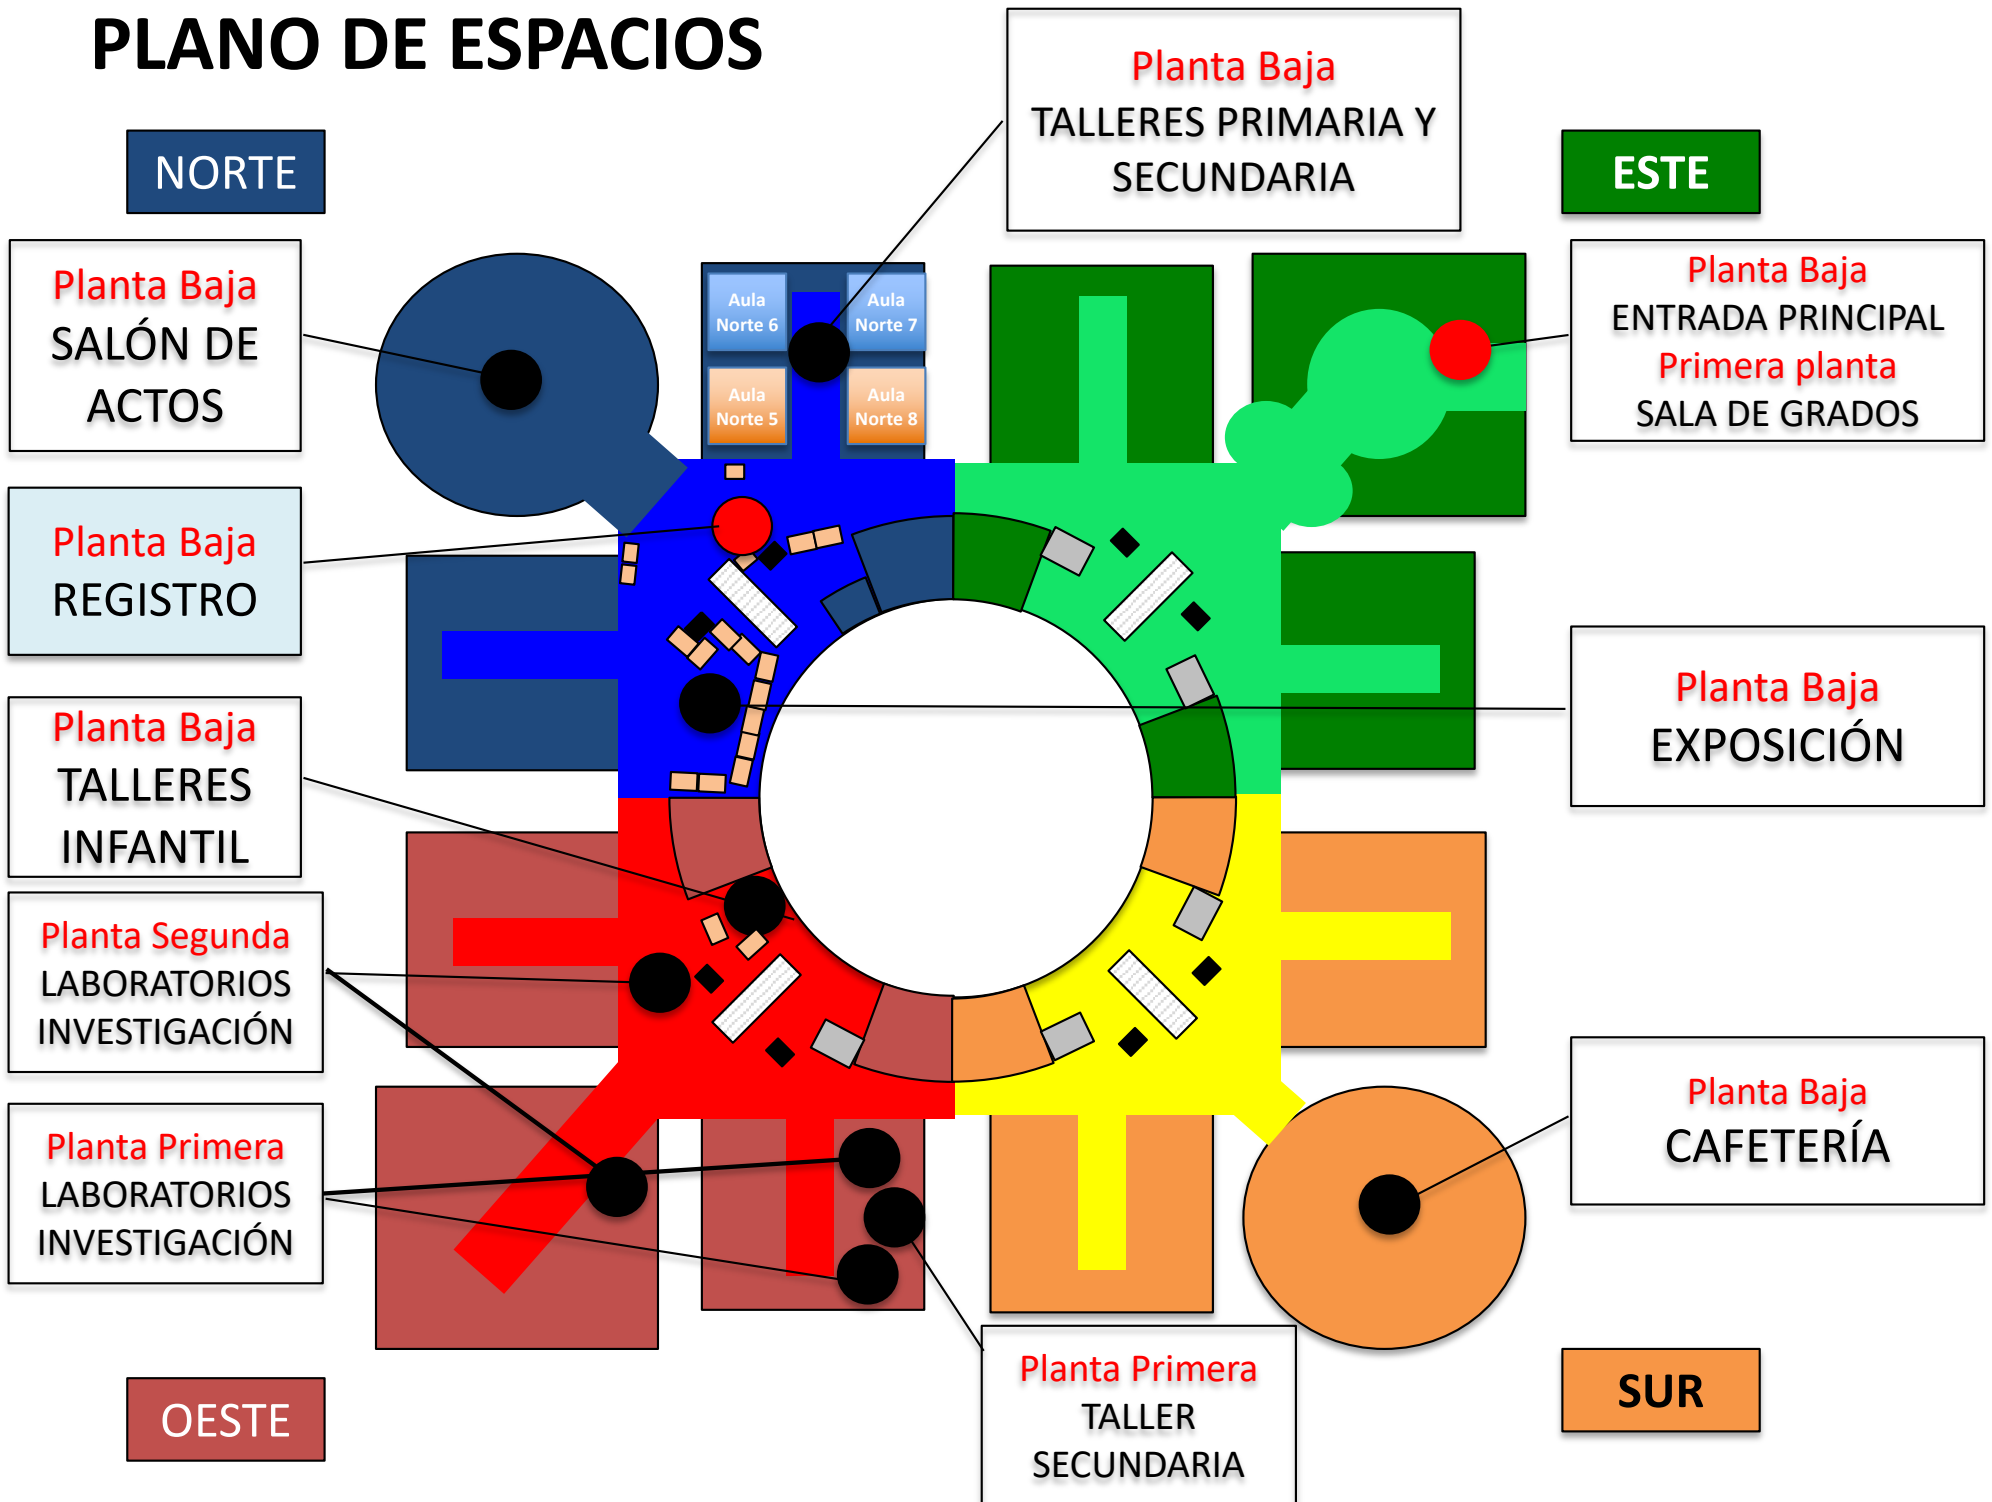 PLANO DE ESPACIOS
Planta Baja
TALLERES PRIMARIA Y
SECUNDARIA
NORTE
ESTE
Planta Baja
SALÓN DE
ACTOS
Aula
Norte 6
Aula
Norte 7
Aula
Norte 5
Aula
Norte 8
Planta Baja
ENTRADA PRINCIPAL
Primera planta
SALA DE GRADOS
Planta Baja
REGISTRO
Planta Baja
EXPOSICIÓN
Planta Baja
TALLERES
INFANTIL
Planta Segunda
LABORATORIOS
INVESTIGACIÓN
Planta Primera
LABORATORIOS
INVESTIGACIÓN
Planta Baja
CAFETERÍA
Planta Primera
TALLER
SECUNDARIA
OESTE
SUR